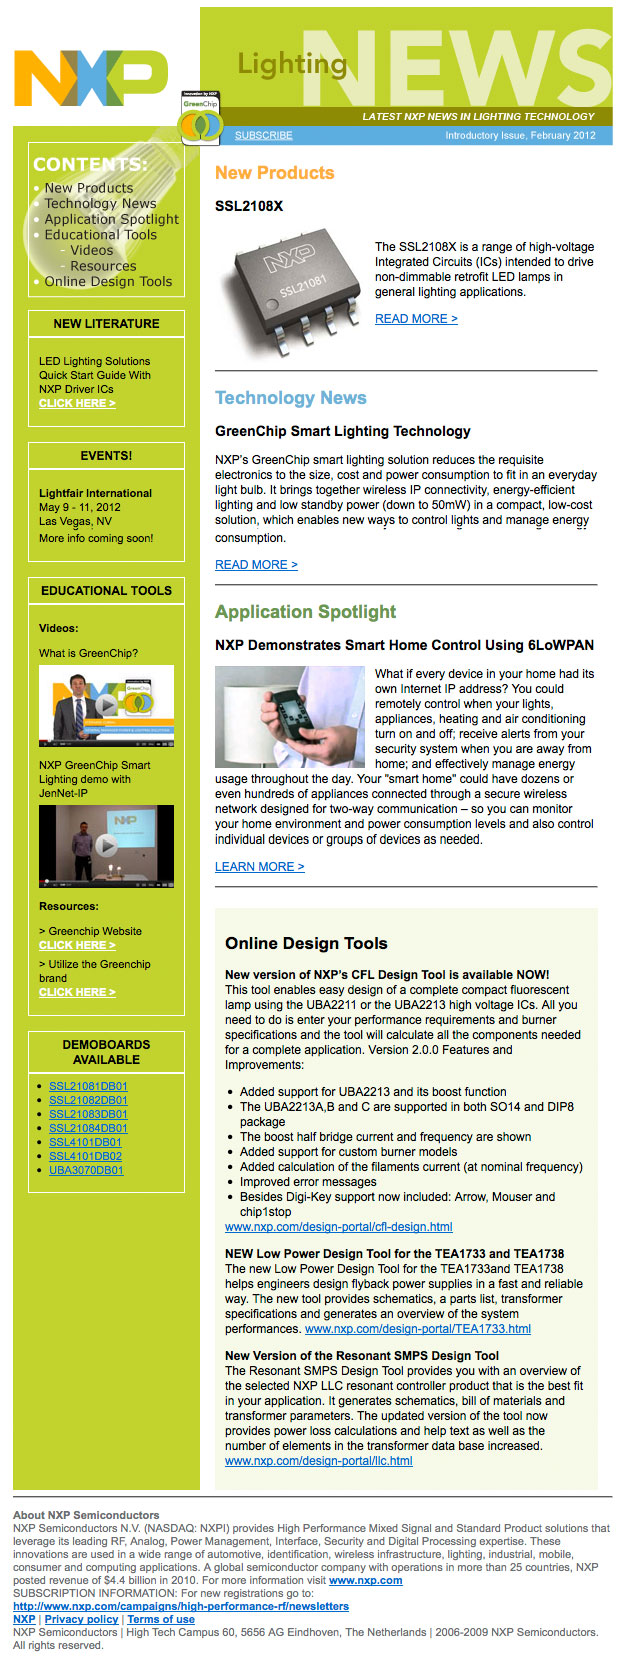 NXP
Lighting
NEWS
LATEST NXP NEWS IN LIGHTING TECHNOLOGY
Innovation by NXP
GreenChip
SUBSCRIBE
Introductory Issue, February 2012
CONTENTS:
• New Products
• Technology News
• Application Spotlight
• Educational Tools
- Videos
- Resources
• Online Design Tools
NEW LITERATURE
LED Lighting Solutions
Quick Start Guide With
NXP Driver ICs
CLICK HERE >
EVENTS!
Lightfair International
May 9 - 11, 2012
Las Vegas, NV
More info coming soon!
EDUCATIONAL TOOLS
Videos:
What is GreenChip?
NXP
GreenChip
NXP GreenChip Smart
Lighting demo with
JenNet-IP
Resources:
> Greenchip Website
CLICK HERE >
> Utilize the Greenchip
brand
CLICK HERE >
DEMOBOARDS
AVAILABLE
• SSL21081DB01
• SSL21082DB01
• SSL21083DB01
• SSL21084DB01
• SSL4101DB01
• SSL4101DB02
• UBA3070DB01
New Products
SSL2108X
NXP
SSL21081
The SSL2108X is a range of high-voltage
Integrated Circuits (ICs) intended to drive
non-dimmable retrofit LED lamps in
general lighting applications.
READ MORE >
Technology News
GreenChip Smart Lighting Technology
NXP's GreenChip smart lighting solution reduces the requisite
electronics to the size, cost and power consumption to fit in an everyday
light bulb. It brings together wireless IP connectivity, energy-efficient
lighting and low standby power (down to 50mW) in a compact, low-cost
solution, which enables new ways to control lights and manage energy
consumption.
READ MORE >
Application Spotlight
NXP Demonstrates Smart Home Control Using 6LoWPAN
What if every device in your home had its
own Internet IP address? You could
remotely control when your lights,
appliances, heating and air conditioning
turn on and off; receive alerts from your
security system when you are away from
home; and effectively manage energy
usage throughout the day. Your "smart home" could have dozens or
even hundreds of appliances connected through a secure wireless
network designed for two-way communication – so you can monitor
your home environment and power consumption levels and also control
individual devices or groups of devices as needed.
LEARN MORE >
Online Design Tools
New version of NXP's CFL Design Tool is available NOW!
This tool enables easy design of a complete compact fluorescent
lamp using the UBA2211 or the UBA2213 high voltage ICs. All you
need to do is enter your performance requirements and burner
specifications and the tool will calculate all the components needed
for a complete application. Version 2.0.0 Features and
Improvements:
• Added support for UBA2213 and its boost function
• The UBA2213A,B and C are supported in both SO14 and DIP8
package
• The boost half bridge current and frequency are shown
• Added support for custom burner models
• Added calculation of the filaments current (at nominal frequency)
• Improved error messages
• Besides Digi-Key support now included: Arrow, Mouser and
chip1stop
www.nxp.com/design-portal/cfl-design.html
NEW Low Power Design Tool for the TEA1733 and TEA1738
The new Low Power Design Tool for the TEA1733and TEA1738
helps engineers design flyback power supplies in a fast and reliable
way. The new tool provides schematics, a parts list, transformer
specifications and generates an overview of the system
performances. www.nxp.com/design-portal/TEA1733.html
New Version of the Resonant SMPS Design Tool
The Resonant SMPS Design Tool provides you with an overview of
the selected NXP LLC resonant controller product that is the best fit
in your application. It generates schematics, bill of materials and
transformer parameters. The updated version of the tool now
provides power loss calculations and help text as well as the
number of elements in the transformer data base increased.
www.nxp.com/design-portal/llc.html
About NXP Semiconductors
NXP Semiconductors N.V. (NASDAQ: NXPI) provides High Performance Mixed Signal and Standard Product solutions that
leverage its leading RF, Analog, Power Management, Interface, Security and Digital Processing expertise. These
innovations are used in a wide range of automotive, identification, wireless infrastructure, lighting, industrial, mobile,
consumer and computing applications. A global semiconductor company with operations in more than 25 countries, NXP
posted revenue of $4.4 billion in 2010. For more information visit www.nxp.com
SUBSCRIPTION INFORMATION: For new registrations go to:
http://www.nxp.com/campaigns/high-performance-rf/newsletters
NXP | Privacy policy | Terms of use
NXP Semiconductors | High Tech Campus 60, 5656 AG Eindhoven, The Netherlands | 2006-2009 NXP Semiconductors.
All rights reserved.